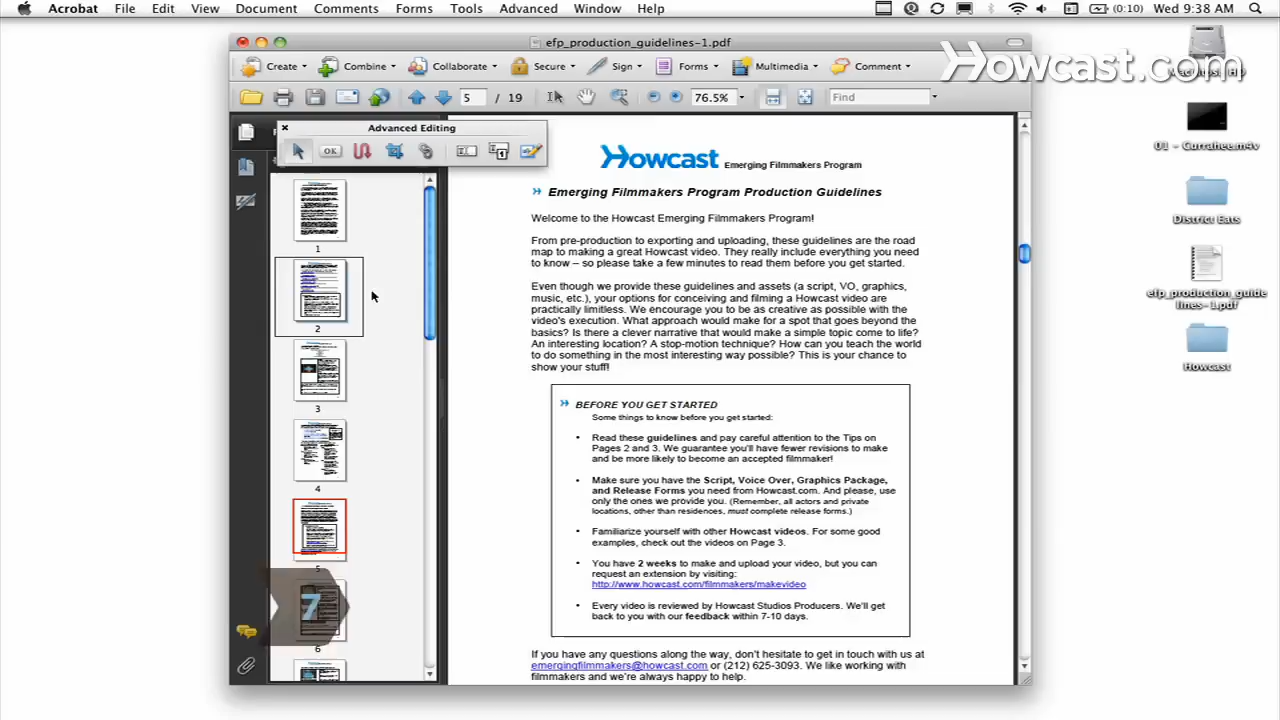 Acrobat File Edit View Document Comments Forms Tools Advanced Window Help (0:10) Wed 9:38 AM
efp_production_guidelines-1.pdf
Create Combine Collaborate Secure Sign Forms Multimedia Comment
Howcast.com
5 / 19 76.5% Find
Advanced Editing
OK
1
2
3
4
5
6
7
Howcast Emerging Filmmakers Program
Emerging Filmmakers Program Production Guidelines
Welcome to the Howcast Emerging Filmmakers Program!
From pre-production to exporting and uploading, these guidelines are the road
map to making a great Howcast video. They really include everything you need
to know – so please take a few minutes to read them before you get started.
Even though we provide these guidelines and assets (a script, VO, graphics,
music, etc.), your options for conceiving and filming a Howcast video are
practically limitless. We encourage you to be as creative as possible with the
video's execution. What approach would make for a spot that goes beyond the
basics? Is there a clever narrative that would make a simple topic come to life?
An interesting location? A stop-motion technique? How can you teach the world
to do something in the most interesting way possible? This is your chance to
show your stuff!
BEFORE YOU GET STARTED
Some things to know before you get started:
• Read these guidelines and pay careful attention to the Tips on
Pages 2 and 3. We guarantee you'll have fewer revisions to make
and be more likely to become an accepted filmmaker!
• Make sure you have the Script, Voice Over, Graphics Package,
and Release Forms you need from Howcast.com. And please, use
only the ones we provide you. (Remember, all actors and private
locations, other than residences, must complete release forms.)
• Familiarize yourself with other Howcast videos. For some good
examples, check out the videos on Page 3.
• You have 2 weeks to make and upload your video, but you can
request an extension by visiting:
http://www.howcast.com/filmmakers/makevideo
• Every video is reviewed by Howcast Studios Producers. We'll get
back to you with our feedback within 7-10 days.
If you have any questions along the way, don't hesitate to get in touch with us at
emergingfilmmakers@howcast.com or (212) 625-3093. We like working with
filmmakers and we're always happy to help.
01 - Currahee.m4v
District Eats
efp_production_guide
lines-1.pdf
Howcast